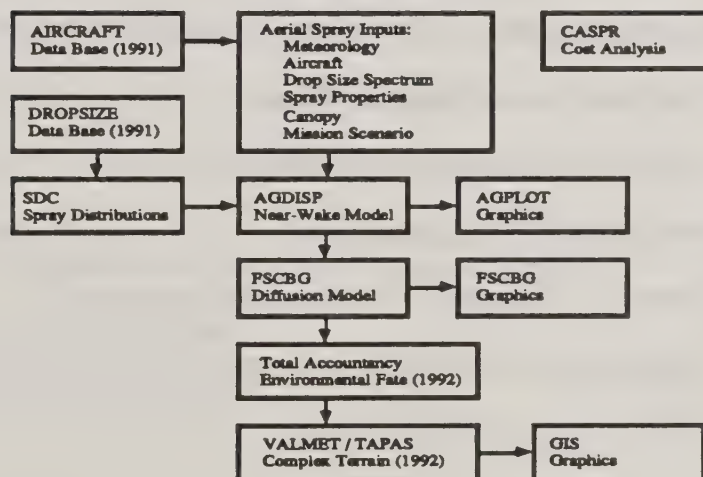 AIRCRAFT
Data Base (1991)
Aerial Spray Inputs:
Meteorology
Aircraft
Drop Size Spectrum
Spray Properties
Canopy
Mission Scenario
CASPR
Cost Analysis
DROPSIZE
Data Base (1991)
SDC
Spray Distributions
AGDISP
Near-Wake Model
AGPLOT
Graphics
FSCBG
Diffusion Model
FSCBG
Graphics
Total Accountancy
Environmental Fate (1992)
VALMET / TAPAS
Complex Terrain (1992)
GIS
Graphics